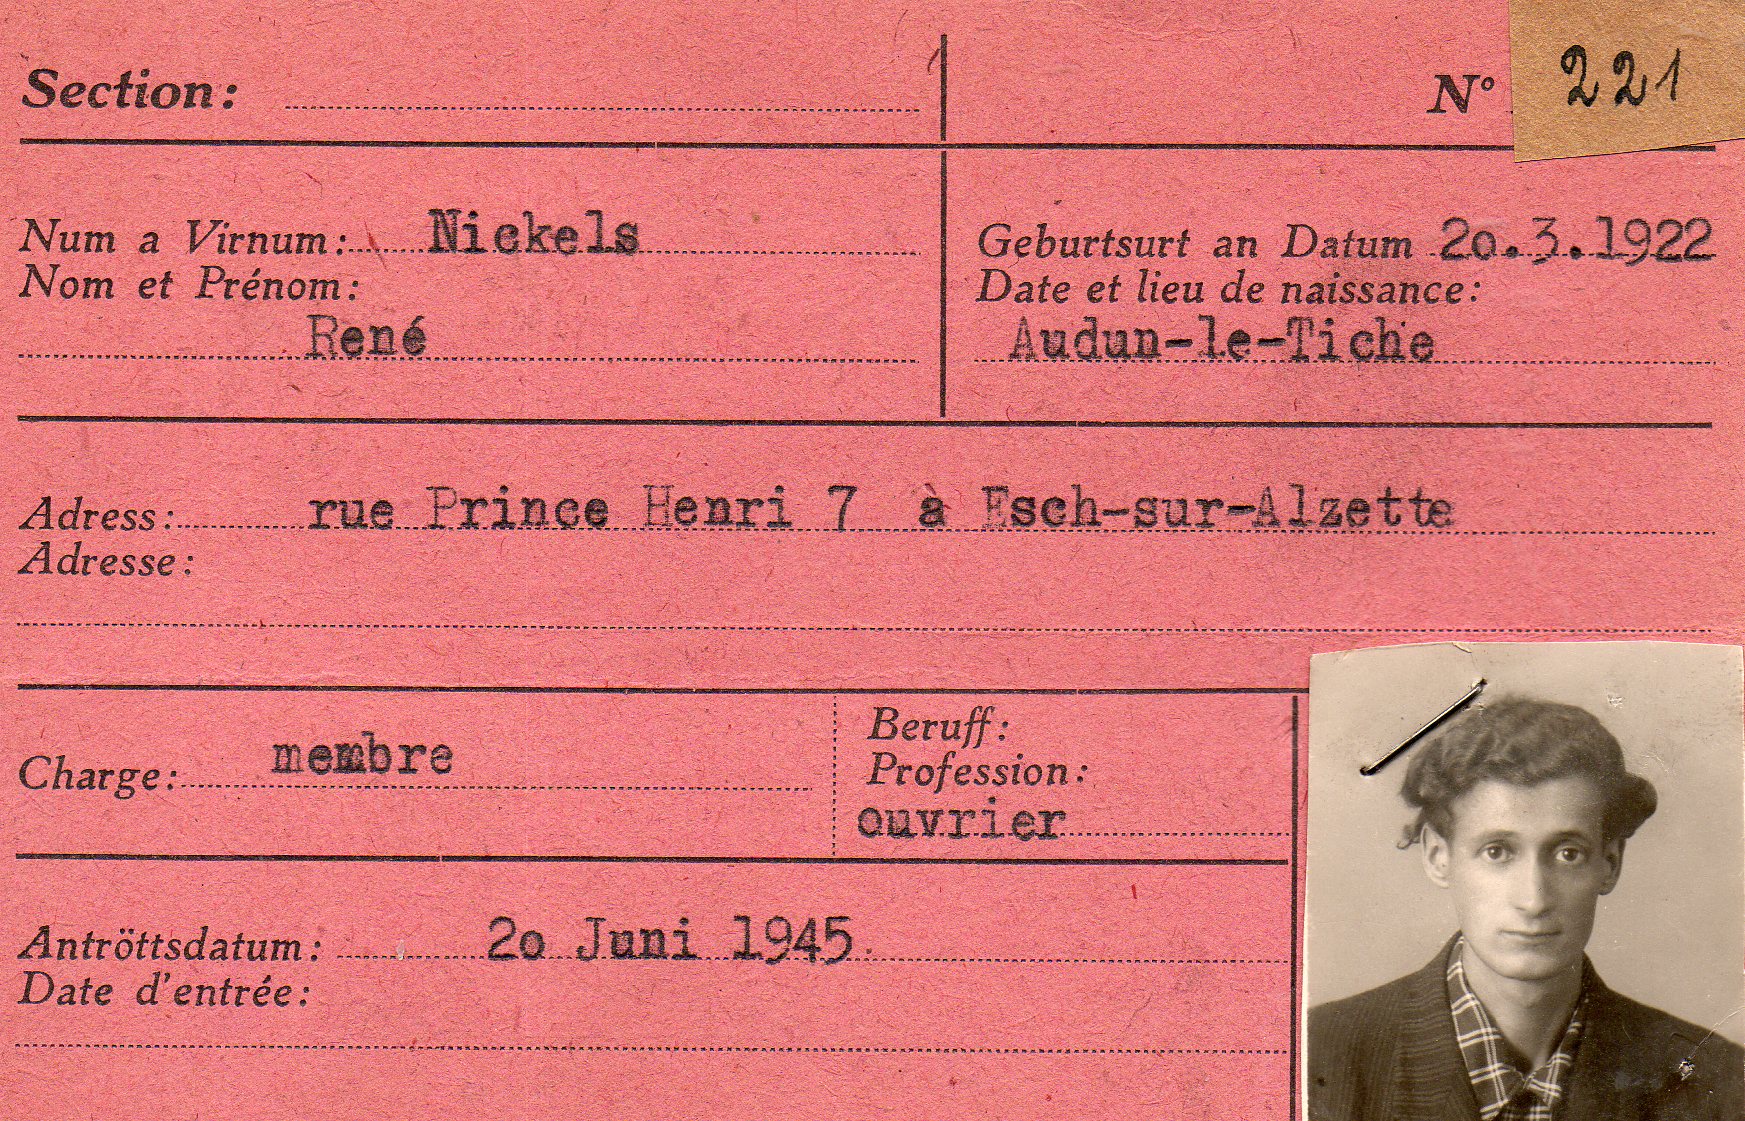 Section:
N° 221
Num a Virnum: Nickels
Nom et Prénom:
René
Geburtsurt an Datum 20.3.1922
Date et lieu de naissance:
Audun-le-Tiche
Adress: rue Prince Henri 7 à Esch-sur-Alzette
Adresse:
Charge: membre
Beruff:
Profession:
ouvrier
Antröttsdatum: 20 Juni 1945
Date d'entrée: